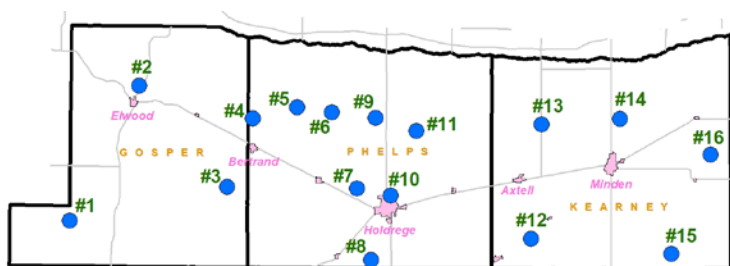 #2
#5
#9
#14
#4
#6
#13
#11
Elwood
GOSPER
Bertrand
PHELPS
#16
#3
#7
#10
Axtell
Minden
#1
KEARNEY
#12
Holdrege
#8
#15